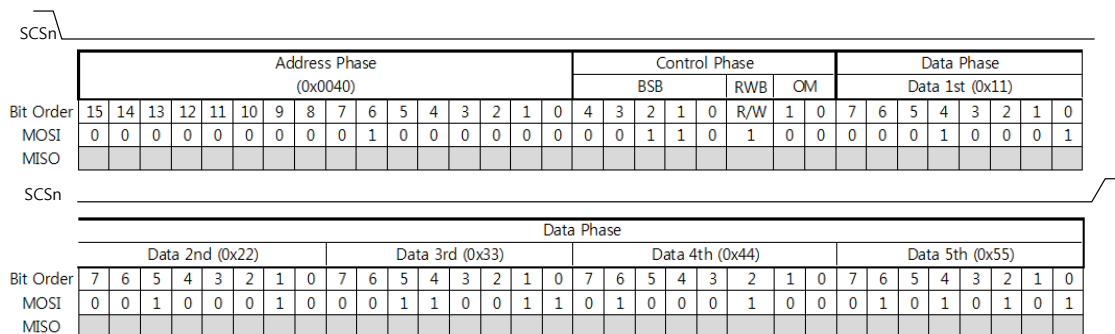 SCSn
Address Phase Control Phase Data Phase
(0x0040) BSB RWB OM Data 1st (0x11)
Bit Order 15 14 13 12 11 10 9 8 7 6 5 4 3 2 1 0 4 3 2 1 0 R/W 1 0 7 6 5 4 3 2 1 0
MOSI 0 0 0 0 0 0 0 0 0 1 0 0 0 0 0 0 0 0 1 1 0 1 0 0 0 0 0 1 0 0 0 1
MISO
SCSn
Data Phase
Data 2nd (0x22) Data 3rd (0x33) Data 4th (0x44) Data 5th (0x55)
Bit Order 7 6 5 4 3 2 1 0 7 6 5 4 3 2 1 0 7 6 5 4 3 2 1 0 7 6 5 4 3 2 1 0
MOSI 0 0 1 0 0 0 1 0 0 0 1 1 0 0 1 1 0 1 0 0 0 1 0 0 0 1 0 1 0 1 0 1
MISO